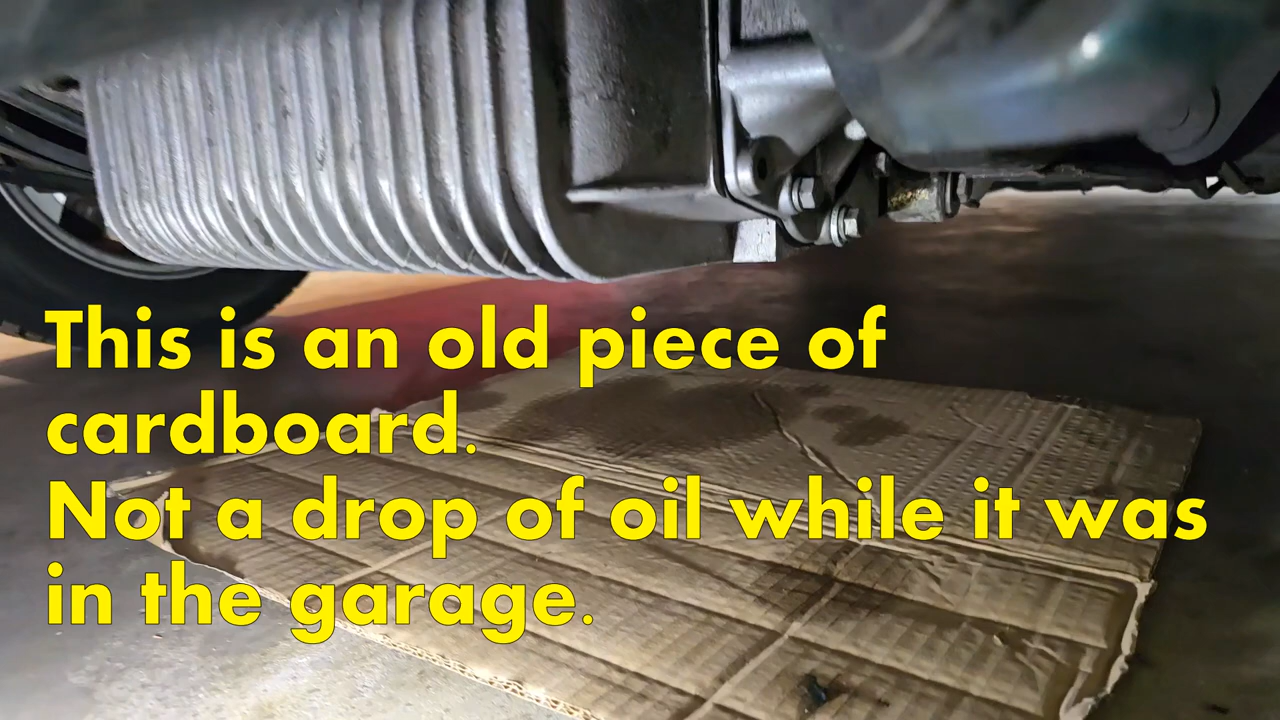 This is an old piece of
cardboard.
Not a drop of oil while it was
in the garage.